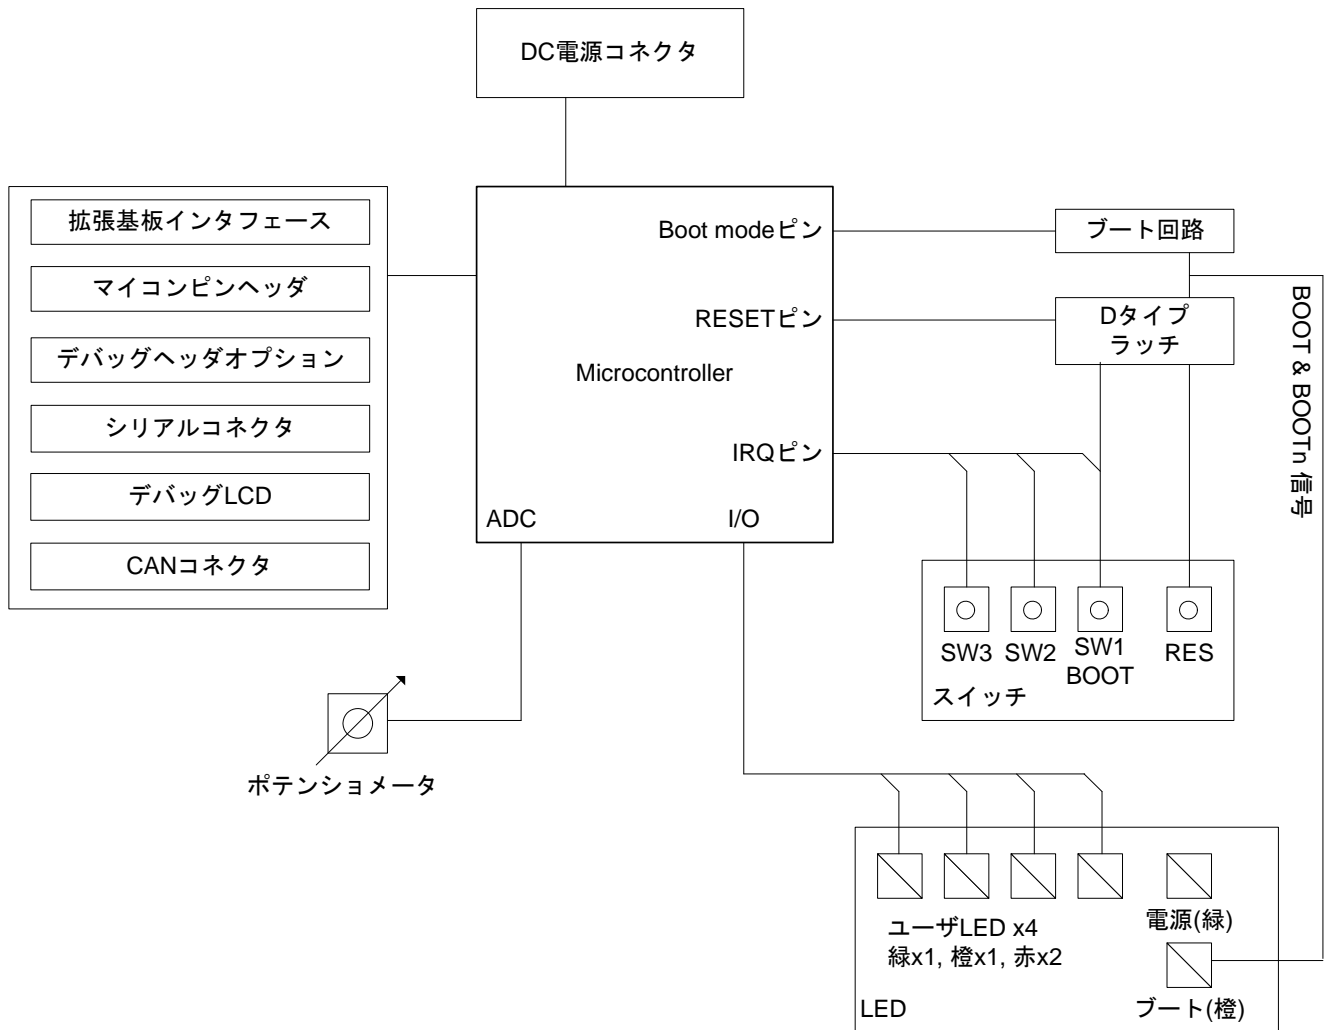 DC電源コネクタ
拡張基板インタフェース
マイコンピンヘッダ
デバッグヘッダオプション
シリアルコネクタ
デバッグLCD
CANコネクタ
Boot modeピン
RESETピン
Microcontroller
IRQピン
ADC
I/O
ブート回路
Dタイプ
ラッチ
BOOT & BOOTn 信号
SW3
SW2
SW1
BOOT
RES
スイッチ
ポテンショメータ
ユーザLED x4
緑x1, 橙x1, 赤x2
電源(緑)
ブート(橙)
LED